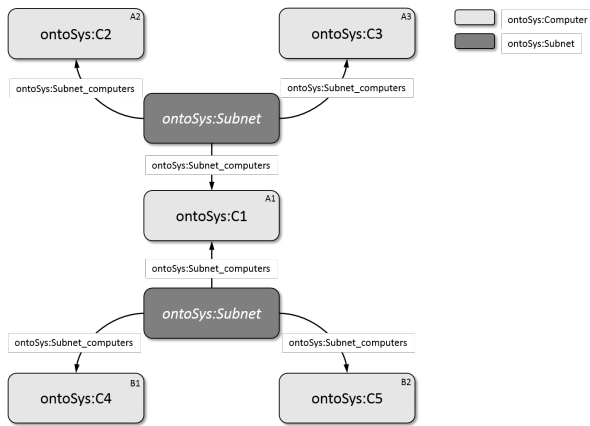 A2
ontoSys:C2
A3
ontoSys:C3
ontoSys:Computer
ontoSys:Subnet
ontoSys:Subnet_computers
ontoSys:Subnet_computers
ontoSys:Subnet
ontoSys:Subnet_computers
A1
ontoSys:C1
ontoSys:Subnet_computers
ontoSys:Subnet
ontoSys:Subnet_computers
ontoSys:Subnet_computers
B1
ontoSys:C4
B2
ontoSys:C5